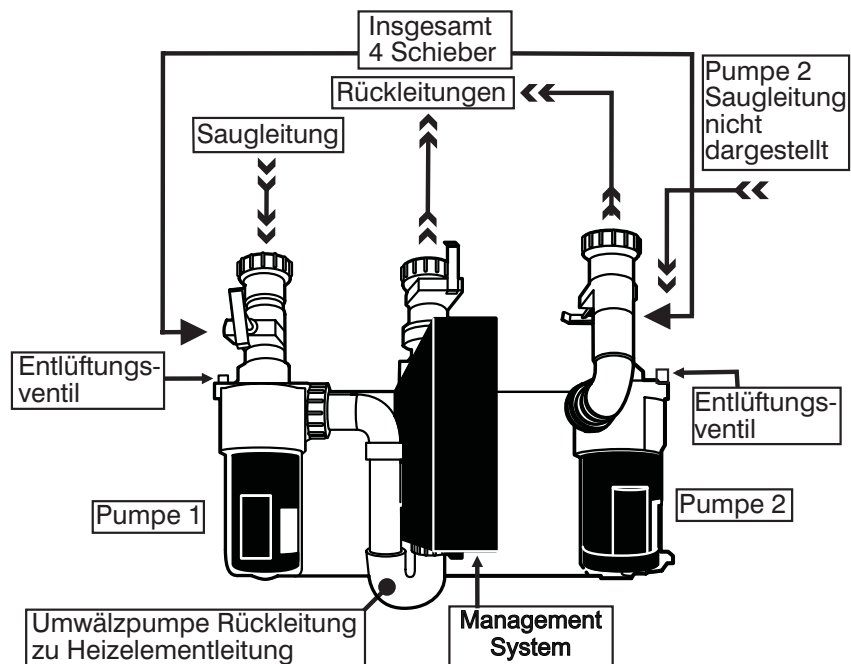 Insgesamt
4 Schieber
Rückleitungen
Pumpe 2
Saugleitung
nicht
dargestellt
Saugleitung
Entlüftungs-
ventil
Entlüftungs-
ventil
Pumpe 1
Pumpe 2
Umwälzpumpe Rückleitung
zu Heizelementleitung
Management
System